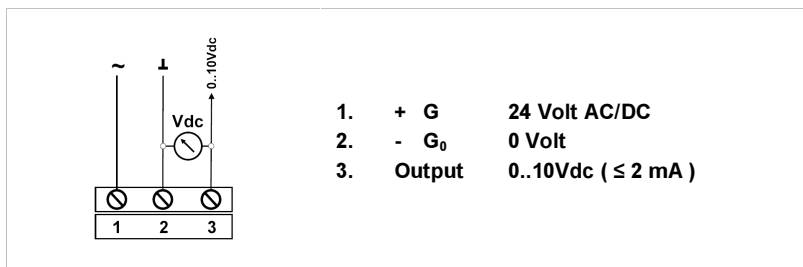 ~ ⊥ 0..10Vdc
Vdc
1 2 3
1. + G 24 Volt AC/DC
2. - G₀ 0 Volt
3. Output 0..10Vdc ( ≤ 2 mA )